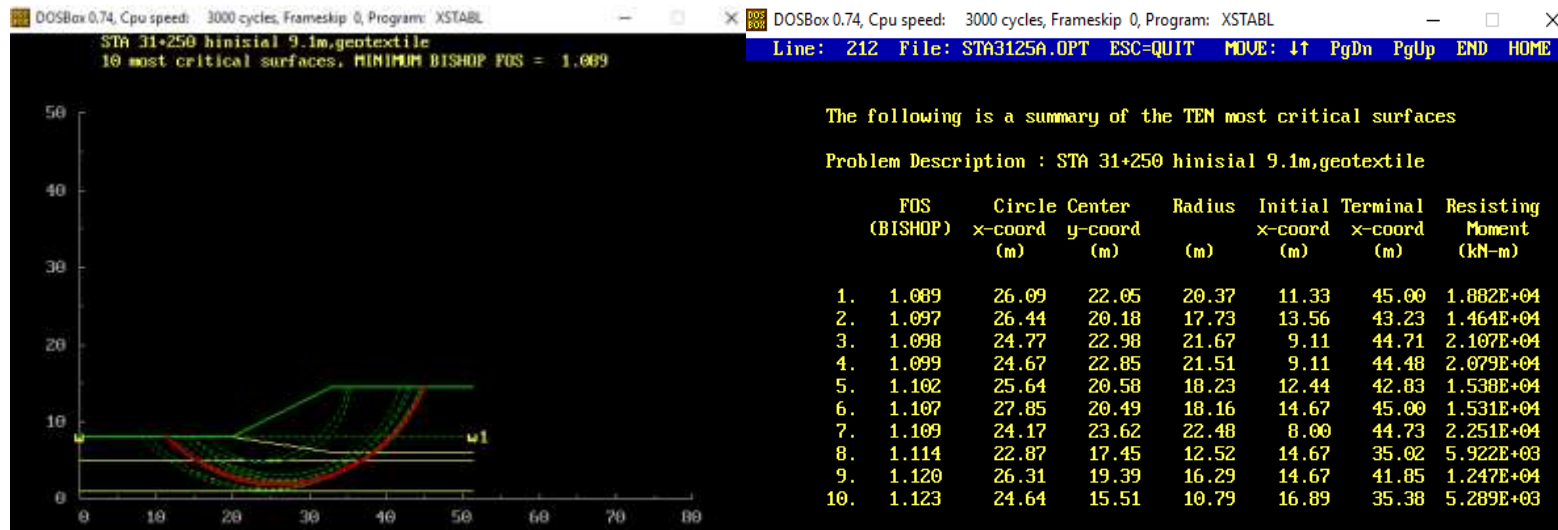 DOSBox 0.74, Cpu speed: 3000 cycles, Frameskip 0, Program: XSTABL
STA 31+250 hinisial 9.1m,geotextile
10 most critical surfaces, MINIMUM BISHOP FOS = 1.089
50
40
30
20
10
0
w
w1
0 10 20 30 40 50 60 70 80
DOSBox 0.74, Cpu speed: 3000 cycles, Frameskip 0, Program: XSTABL
Line: 212 File: STA3125A.OPT ESC=QUIT MOVE: ↓↑ PgDn PgUp END HOME
The following is a summary of the TEN most critical surfaces
Problem Description : STA 31+250 hinisial 9.1m,geotextile
FOS Circle Center Radius Initial Terminal Resisting
(BISHOP) x-coord y-coord x-coord x-coord Moment
(m) (m) (m) (m) (m) (kN-m)
1. 1.089 26.09 22.05 20.37 11.33 45.00 1.882E+04
2. 1.097 26.44 20.18 17.73 13.56 43.23 1.464E+04
3. 1.098 24.77 22.98 21.67 9.11 44.71 2.107E+04
4. 1.099 24.67 22.85 21.51 9.11 44.48 2.079E+04
5. 1.102 25.64 20.58 18.23 12.44 42.83 1.538E+04
6. 1.107 27.85 20.49 18.16 14.67 45.00 1.531E+04
7. 1.109 24.17 23.62 22.48 8.00 44.73 2.251E+04
8. 1.114 22.87 17.45 12.52 14.67 35.02 5.922E+03
9. 1.120 26.31 19.39 16.29 14.67 41.85 1.247E+04
10. 1.123 24.64 15.51 10.79 16.89 35.38 5.289E+03